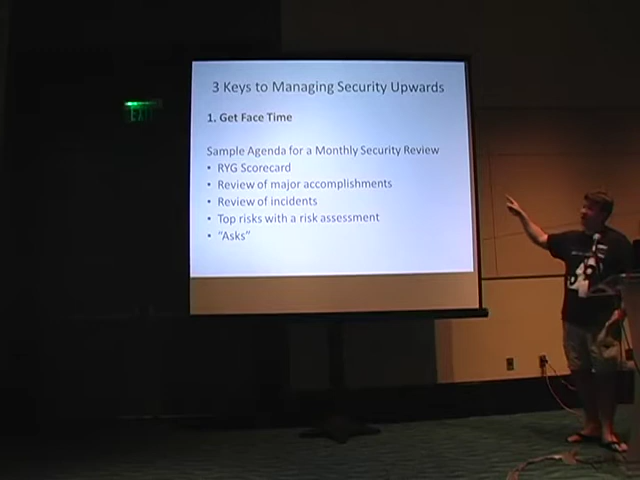 3 Keys to Managing Security Upwards
1. Get Face Time
Sample Agenda for a Monthly Security Review
• RYG Scorecard
• Review of major accomplishments
• Review of incidents
• Top risks with a risk assessment
• "Asks"
EXIT